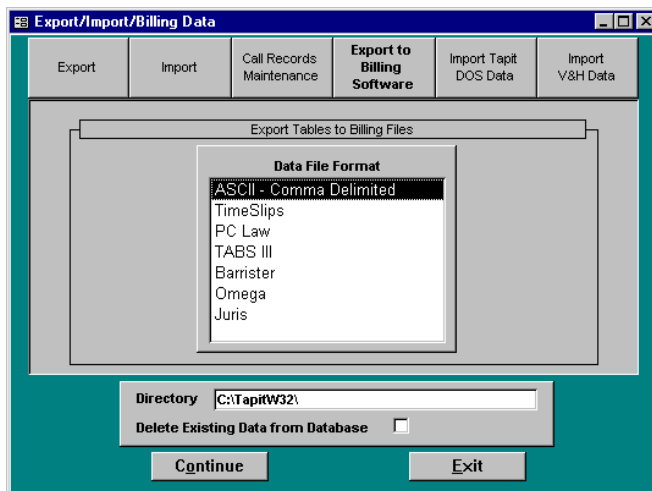 Export/Import/Billing Data
Export
Import
Call Records
Maintenance
Export to
Billing
Software
Import Tapit
DOS Data
Import
V&H Data
Export Tables to Billing Files
Data File Format
ASCII - Comma Delimited
TimeSlips
PC Law
TABS III
Barrister
Omega
Juris
Directory C:\TapitW32\
Delete Existing Data from Database
Continue
Exit